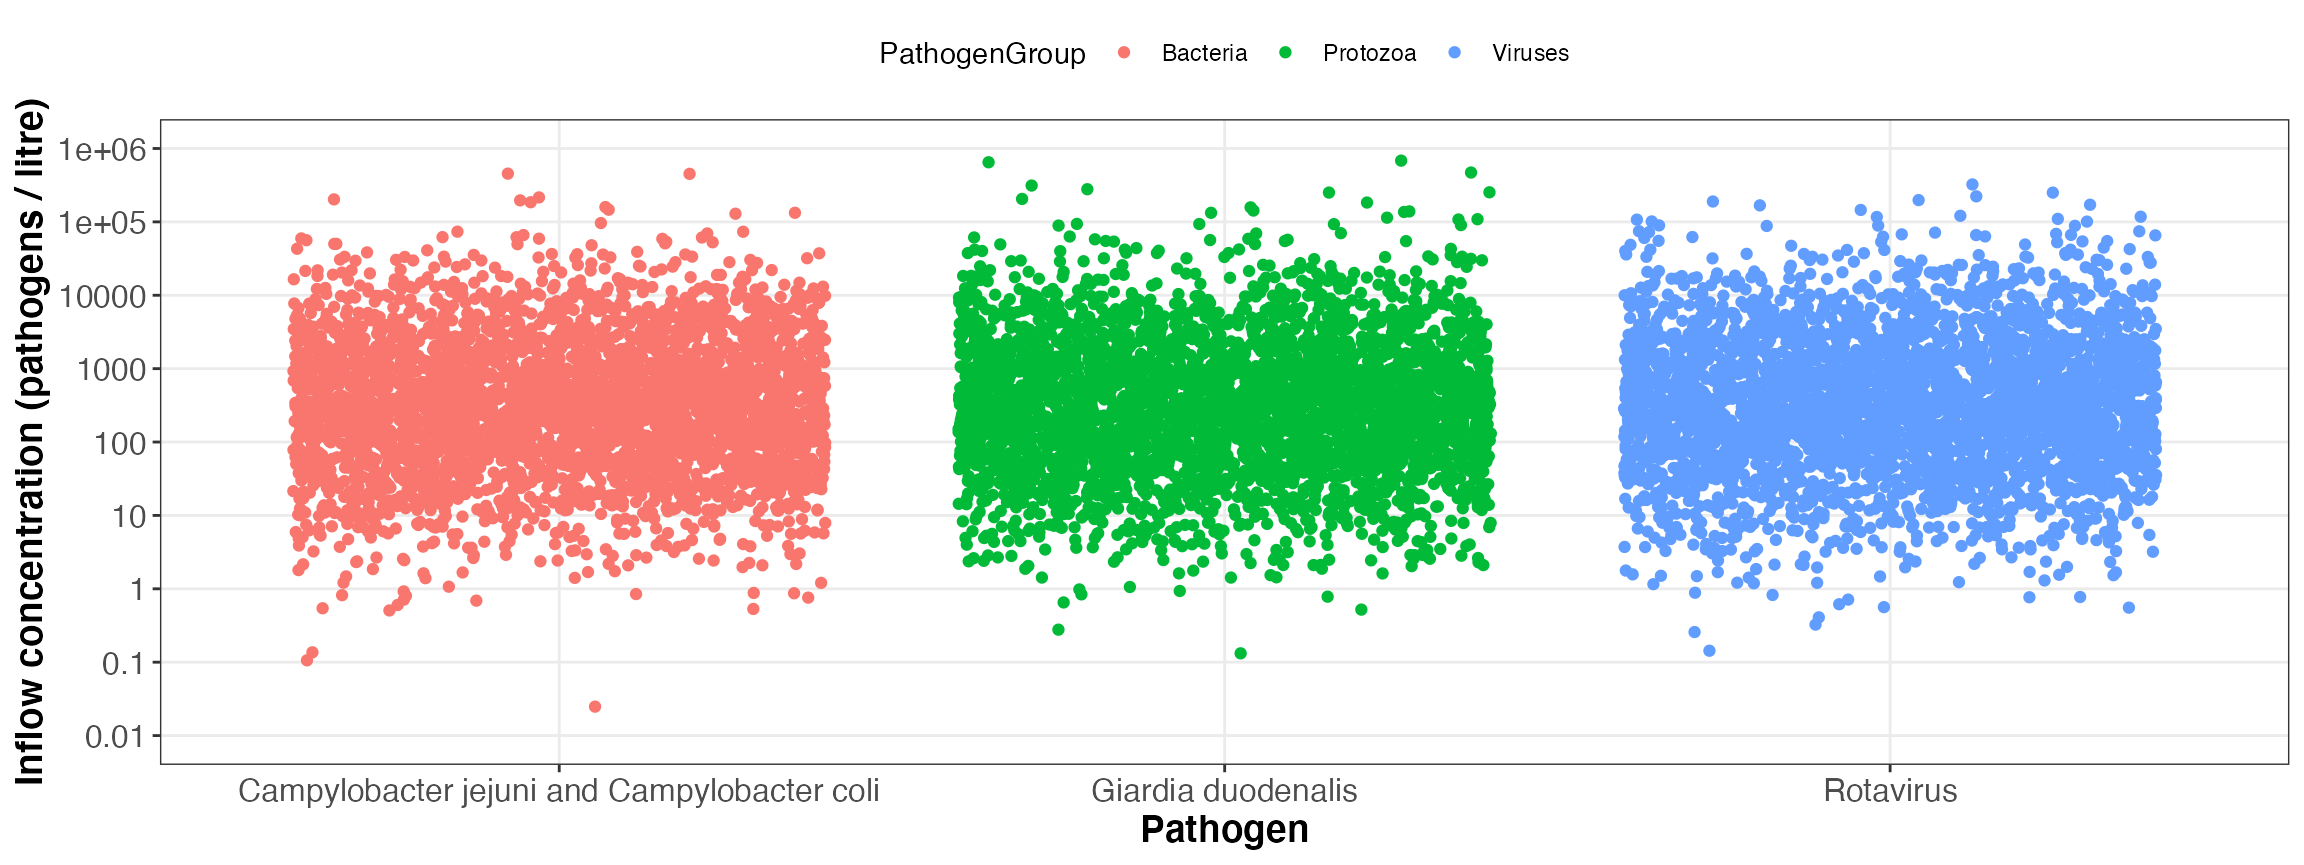 PathogenGroup Bacteria Protozoa Viruses
Inflow concentration (pathogens / litre)
1e+06
1e+05
10000
1000
100
10
1
0.1
0.01
Campylobacter jejuni and Campylobacter coli Giardia duodenalis Rotavirus
Pathogen